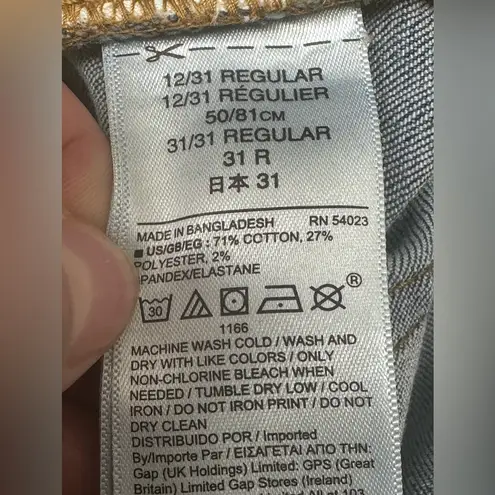 12/31 REGULAR
12/31 RÉGULIER
50/81CM
31/31 REGULAR
31 R
日本 31
MADE IN BANGLADESH RN 54023
US/GB/EG : 71% COTTON, 27%
POLYESTER, 2%
SPANDEX/ELASTANE
30 ®
1166
MACHINE WASH COLD / WASH AND
DRY WITH LIKE COLORS / ONLY
NON-CHLORINE BLEACH WHEN
NEEDED / TUMBLE DRY LOW / COOL
IRON / DO NOT IRON PRINT / DO NOT
DRY CLEAN
DISTRIBUIDO POR / Imported
By/Importe Par / ΕΙΣΑΓΕΤΑΙ ΑΠΟ ΤΗΝ:
Gap (UK Holdings) Limited: GPS (Great
Britain) Limited Gap Stores (Ireland)